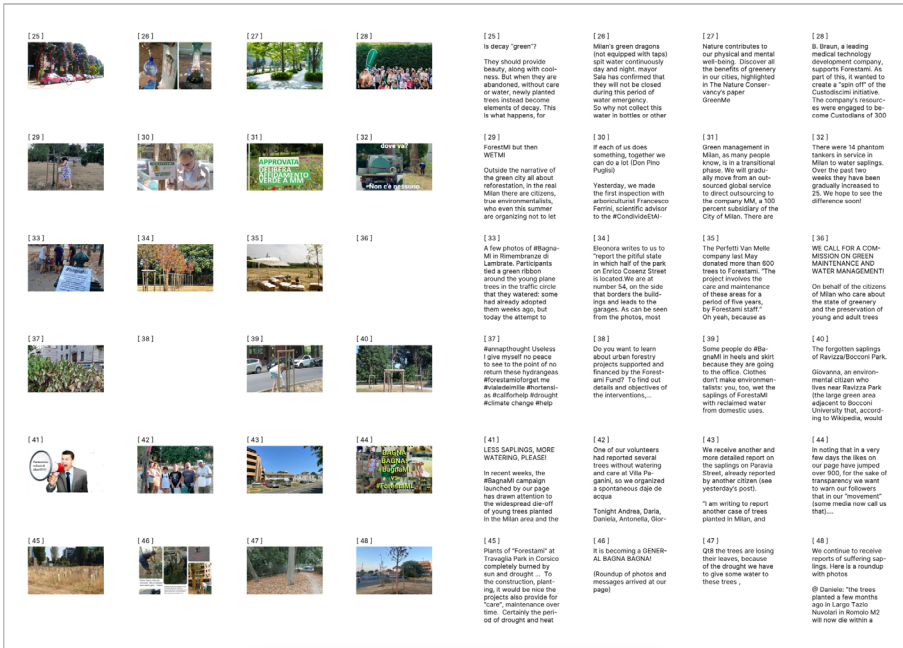 [ 25 ]
[ 26 ]
[ 27 ]
[ 28 ]
[ 29 ]
[ 30 ]
[ 31 ]
APPROVATA
DELIBERA
AFFIDAMENTO
VERDE A MM
[ 32 ]
dove va?
Non c'è nessuno
[ 33 ]
[ 34 ]
[ 35 ]
[ 36 ]
[ 37 ]
[ 38 ]
[ 39 ]
[ 40 ]
[ 41 ]
[ 42 ]
[ 43 ]
[ 44 ]
BAGNA
BAGNA!
#BagnaMI
#ForestaMI
[ 45 ]
[ 46 ]
[ 47 ]
[ 48 ]
[ 25 ]
Is decay "green"?
They should provide
beauty, along with cool-
ness. But when they are
abandoned, without care
or water, newly planted
trees instead become
elements of decay. This
is what happens, for
[ 26 ]
Milan's green dragons
(not equipped with taps)
spit water continuously
day and night. mayor
Sala has confirmed that
they will not be closed
during this period of
water emergency.
So why not collect this
water in bottles or other
[ 27 ]
Nature contributes to
our physical and mental
well-being. Discover all
the benefits of greenery
in our cities, highlighted
in The Nature Conser-
vancy's paper
GreenMe
[ 28 ]
B. Braun, a leading
medical technology
development company,
supports Forestami. As
part of this, it wanted to
create a "spin off" of the
Custodiscimi initiative.
The company's resourc-
es were engaged to be-
come Custodians of 300
[ 29 ]
ForestMI but then
WETMI
Outside the narrative of
the green city all about
reforestation, in the real
Milan there are citizens,
true environmentalists,
who even this summer
are organizing not to let
[ 30 ]
If each of us does
something, together we
can do a lot (Don Pino
Puglisi)
Yesterday, we made
the first inspection with
arboriculturist Francesco
Ferrini, scientific advisor
to the #CondivideEtAl-
[ 31 ]
Green management in
Milan, as many people
know, is in a transitional
phase. We will gradu-
ally move from an out-
sourced global service
to direct outsourcing to
the company MM, a 100
percent subsidiary of the
City of Milan. There are
[ 32 ]
There were 14 phantom
tankers in service in
Milan to water saplings.
Over the past two
weeks they have been
gradually increased to
25. We hope to see the
difference soon!
[ 33 ]
A few photos of #Bagna-
MI in Rimembranze di
Lambrate. Participants
tied a green ribbon
around the young plane
trees in the traffic circle
that they watered: some
had already adopted
them weeks ago, but
today the attempt to
[ 34 ]
Eleonora writes to us to
"report the pitiful state
in which half of the park
on Enrico Cosenz Street
is located.We are at
number 54, on the side
that borders the build-
ings and leads to the
garages. As can be seen
from the photos, most
[ 35 ]
The Perfetti Van Melle
company last May
donated more than 600
trees to Forestami. "The
project involves the
care and maintenance
of these areas for a
period of five years,
by Forestami staff."
Oh yeah, because as
[ 36 ]
WE CALL FOR A COM-
MISSION ON GREEN
MAINTENANCE AND
WATER MANAGEMENT!
On behalf of the citizens
of Milan who care about
the state of greenery
and the preservation of
young and adult trees
[ 37 ]
#annapthought Useless
I give myself no peace
to see to the point of no
return these hydrangeas
#forestamioforget me
#valedeimille #hortensi-
as #callforhelp #drought
#climate change #help
[ 38 ]
Do you want to learn
about urban forestry
projects supported and
financed by the Forest-
ami Fund? To find out
details and objectives of
the interventions,...
[ 39 ]
Some people do #Ba-
gnaMI in heels and skirt
because they are going
to the office. Clothes
don't make environmen-
talists: you, too, wet the
saplings of ForestaMI
with reclaimed water
from domestic uses.
[ 40 ]
The forgotten saplings
of Ravizza/Bocconi Park.
Giovanna, an environ-
mental citizen who
lives near Ravizza Park
(the large green area
adjacent to Bocconi
University that, accord-
ing to Wikipedia, would
[ 41 ]
LESS SAPLINGS, MORE
WATERING, PLEASE!
In recent weeks, the
#BagnaMI campaign
launched by our page
has drawn attention to
the widespread die-off
of young trees planted
in the Milan area and the
[ 42 ]
One of our volunteers
had reported several
trees without watering
and care at Villa Pa-
ganini, so we organized
a spontaneous daje de
acqua
Tonight Andrea, Daria,
Daniela, Antonella, Gior-
[ 43 ]
We receive another and
more detailed report on
the saplings on Paravia
Street, already reported
by another citizen (see
yesterday's post).
"I am writing to report
another case of trees
planted in Milan, and
[ 44 ]
In noting that in a very
few days the likes on
our page have jumped
over 900, for the sake of
transparency we want
to warn our followers
that in our "movement"
(some media now call us
that)....
[ 45 ]
Plants of "Forestami" at
Travaglia Park in Corsico
completely burned by
sun and drought ... To
the construction, plant-
ing, it would be nice the
projects also provide for
"care", maintenance over
time. Certainly the peri-
od of drought and heat
[ 46 ]
It is becoming a GENER-
AL BAGNA BAGNA!
(Roundup of photos and
messages arrived at our
page)
[ 47 ]
Qt8 the trees are losing
their leaves, because
of the drought we have
to give some water to
these trees ,
[ 48 ]
We continue to receive
reports of suffering sap-
lings. Here is a roundup
with photos
@ Daniele: "the trees
planted a few months
ago in Largo Tazio
Nuvolari in Romolo M2
will now die within a